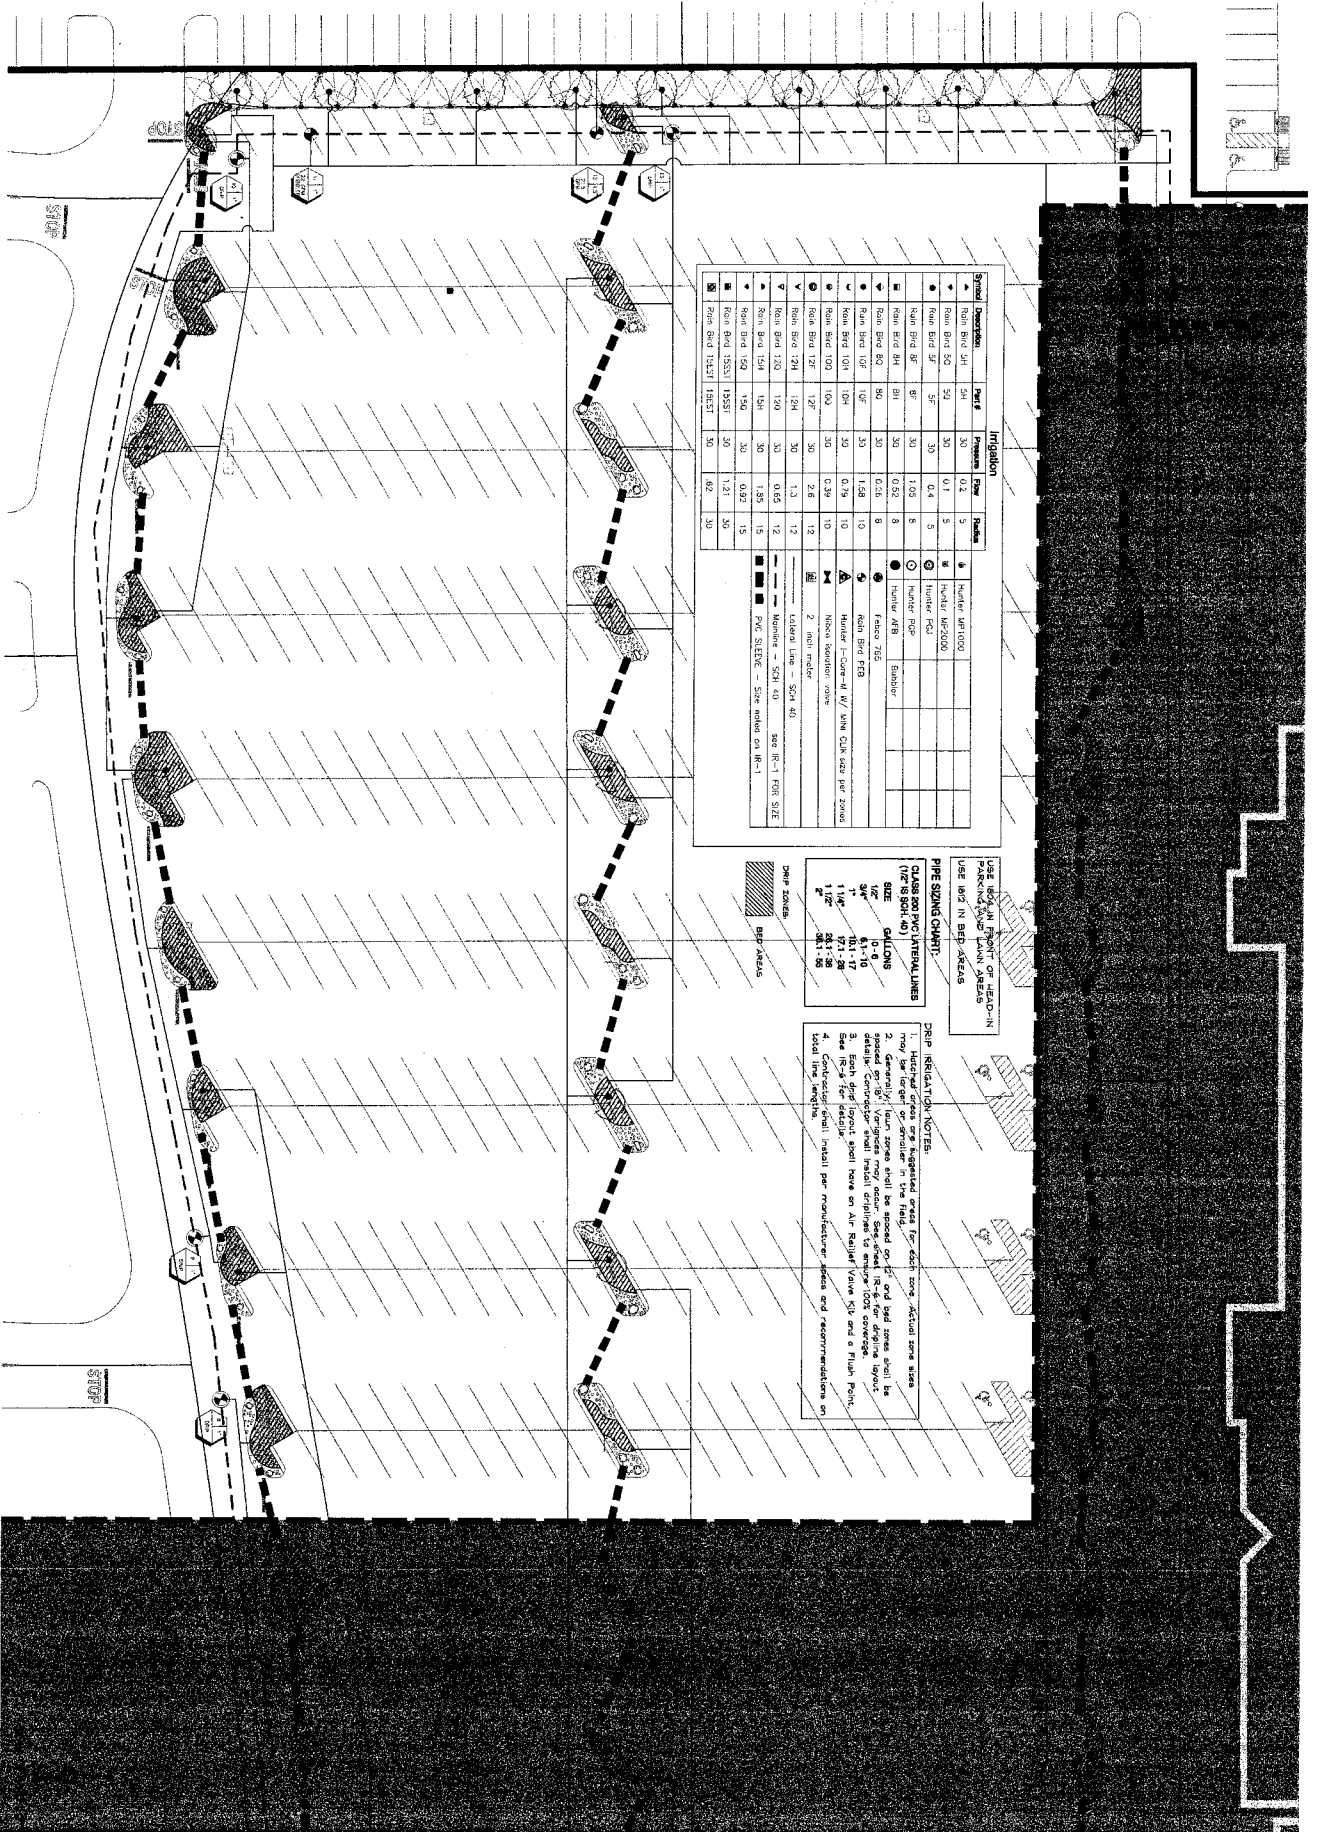 Irrigation
Symbol Description Part # Pressure Flow Radius
Rain Bird 5H 5H 30 0.2 5
Rain Bird 5Q 5Q 30 0.1 5
Rain Bird 5F 5F 30 0.4 5
Rain Bird 8F 8F 30 1.05 8
Rain Bird 8H 8H 30 0.52 8
Rain Bird 8Q 8Q 30 0.26 8
Rain Bird 10F 10F 30 1.58 10
Rain Bird 10H 10H 30 0.79 10
Rain Bird 10Q 10Q 30 0.39 10
Rain Bird 12F 12F 30 2.6 12
Rain Bird 12H 12H 30 1.3 12
Rain Bird 12Q 12Q 30 0.65 12
Rain Bird 15H 15H 30 1.85 15
Rain Bird 15Q 15Q 30 0.92 15
Rain Bird 15SST 15SST 30 1.21 30
Rain Bird 15EST 15EST 30 .62 30
Hunter MP1000
Hunter MP2000
Hunter PGJ
Hunter PGP
Hunter AFB Bubbler
Febco 765
Rain Bird PEB
Hunter I-Core-M W/ MINI CLIK size per zones
Nibco isolation valve
2 inch meter
Lateral Line - SCH 40
Mainline - SCH 40 see IR-1 FOR SIZE
PVC SLEEVE - Size noted on IR-1
USE 1804 IN FRONT OF HEAD-IN
PARKING AND LAWN AREAS
USE 1812 IN BED AREAS
PIPE SIZING CHART:
CLASS 200 PVC LATERAL LINES
(1/2" IS SCH. 40)
SIZE GALLONS
1/2" 0 - 6
3/4" 6.1 - 10
1" 10.1 - 17
1 1/4" 17.1 - 26
1 1/2" 26.1 - 36
2" 36.1 - 55
DRIP ZONES:
BED AREAS
DRIP IRRIGATION NOTES:
1. Hatched areas are suggested areas for each zone. Actual zone sizes
may be larger or smaller in the field.
2. Generally, lawn zones shall be spaced on 12" and bed zones shall be
spaced on 18". Variances may occur. See sheet IR-6 for dripline layout
details. Contractor shall install driplines to ensure 100% coverage.
3. Each drip layout shall have an Air Relief Valve Kit and a Flush Point.
See IR-6 for details.
4. Contractor shall install per manufacturer specs and recommendations on
total line lengths.
STOP
STOP
STOP
STOP
DRIP
DRIP
DRIP
DRIP